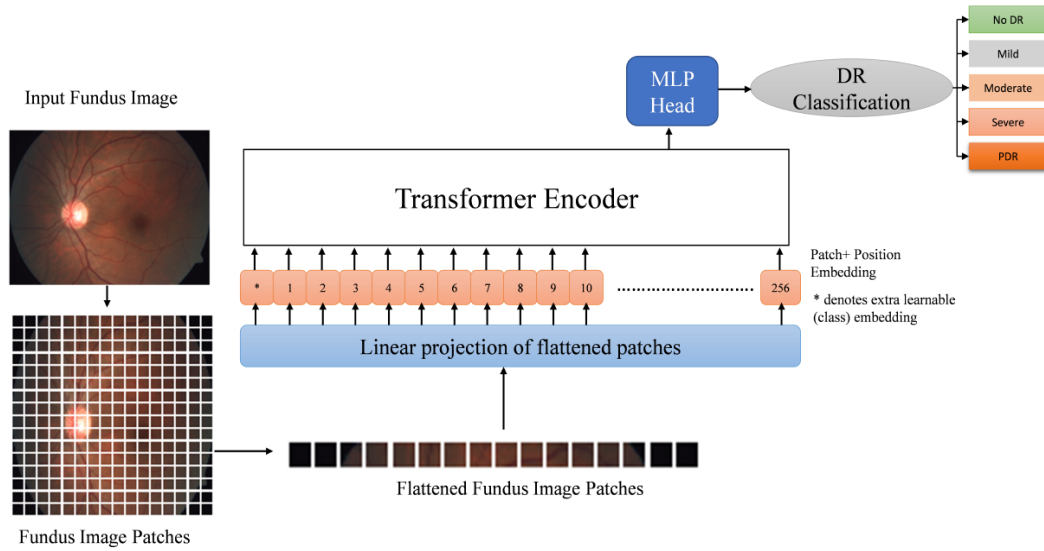 Input Fundus Image
Fundus Image Patches
Flattened Fundus Image Patches
Linear projection of flattened patches
* 1 2 3 4 5 6 7 8 9 10 ........................................ 256
Patch+ Position
Embedding
* denotes extra learnable
(class) embedding
Transformer Encoder
MLP
Head
DR
Classification
No DR
Mild
Moderate
Severe
PDR